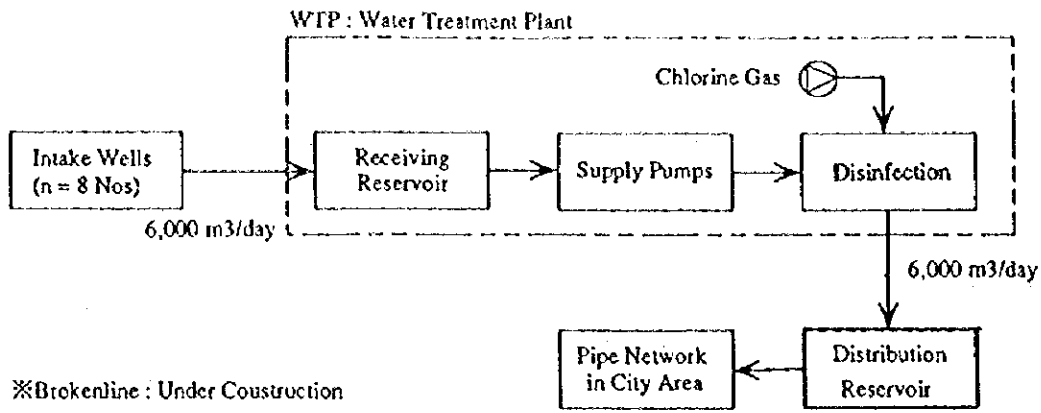 WTP : Water Treatment Plant
Chlorine Gas
Intake Wells
(n = 8 Nos)
Receiving
Reservoir
Supply Pumps
Disinfection
6,000 m3/day
6,000 m3/day
Pipe Network
in City Area
Distribution
Reservoir
※Brokenline : Under Coustruction